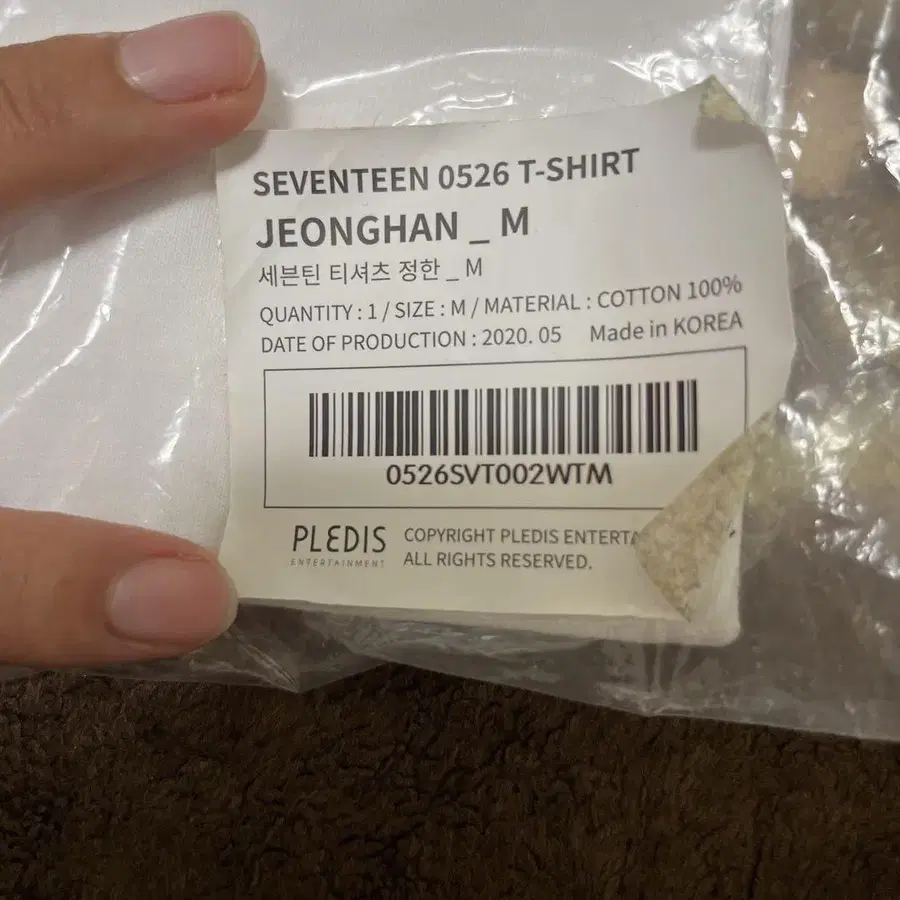 SEVENTEEN 0526 T-SHIRT
JEONGHAN _ M
세븐틴 티셔츠 정한 _ M
QUANTITY : 1 / SIZE : M / MATERIAL : COTTON 100%
DATE OF PRODUCTION : 2020. 05 Made in KOREA
0526SVT002WTM
PLEDIS
ENTERTAINMENT
COPYRIGHT PLEDIS
ALL RIGHTS RESERVED.